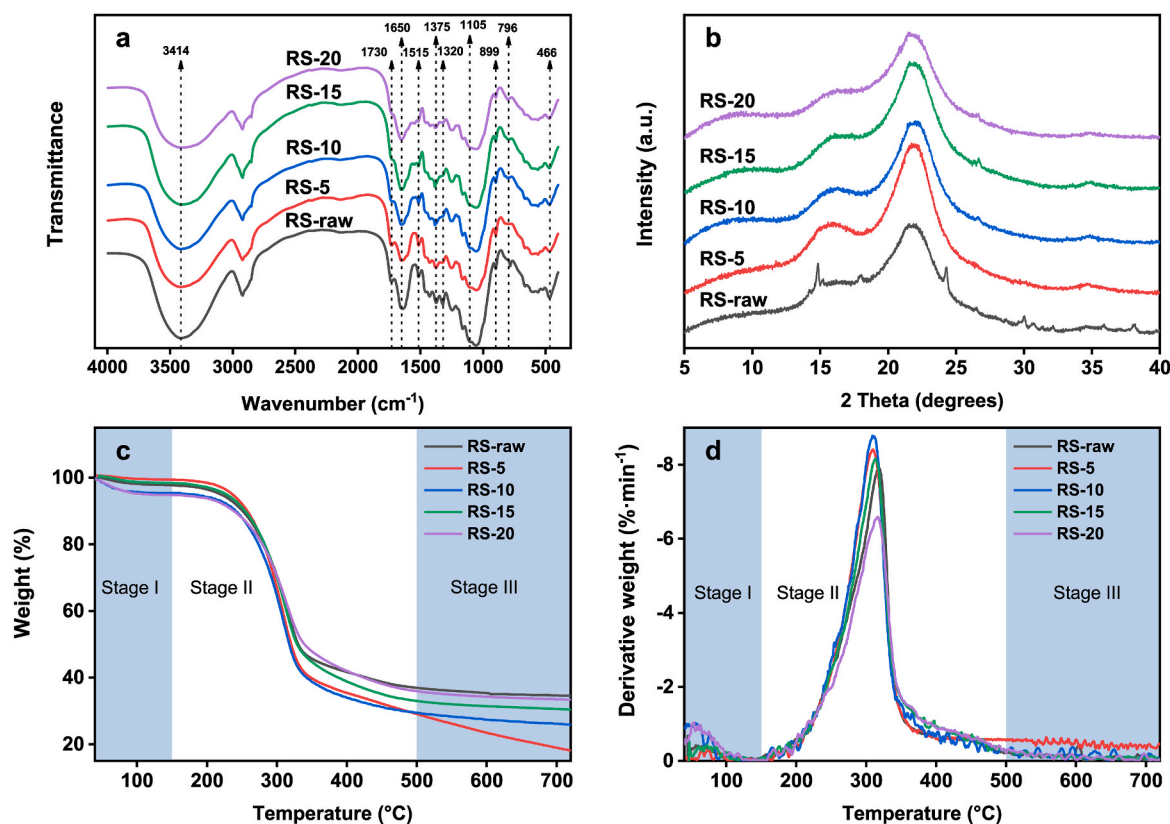 a
3414
1730
1650
1515
1375
1320
1105
899
796
466
RS-20
RS-15
RS-10
RS-5
RS-raw
Transmittance
4000 3500 3000 2500 2000 1500 1000 500
Wavenumber (cm⁻¹)
b
RS-20
RS-15
RS-10
RS-5
RS-raw
Intensity (a.u.)
5 10 15 20 25 30 35 40
2 Theta (degrees)
c
RS-raw
RS-5
RS-10
RS-15
RS-20
Stage I
Stage II
Stage III
Weight (%)
100
80
60
40
20
100 200 300 400 500 600 700
Temperature (°C)
d
RS-raw
RS-5
RS-10
RS-15
RS-20
Stage I
Stage II
Stage III
Derivative weight (%·min⁻¹)
-8
-6
-4
-2
0
100 200 300 400 500 600 700
Temperature (°C)